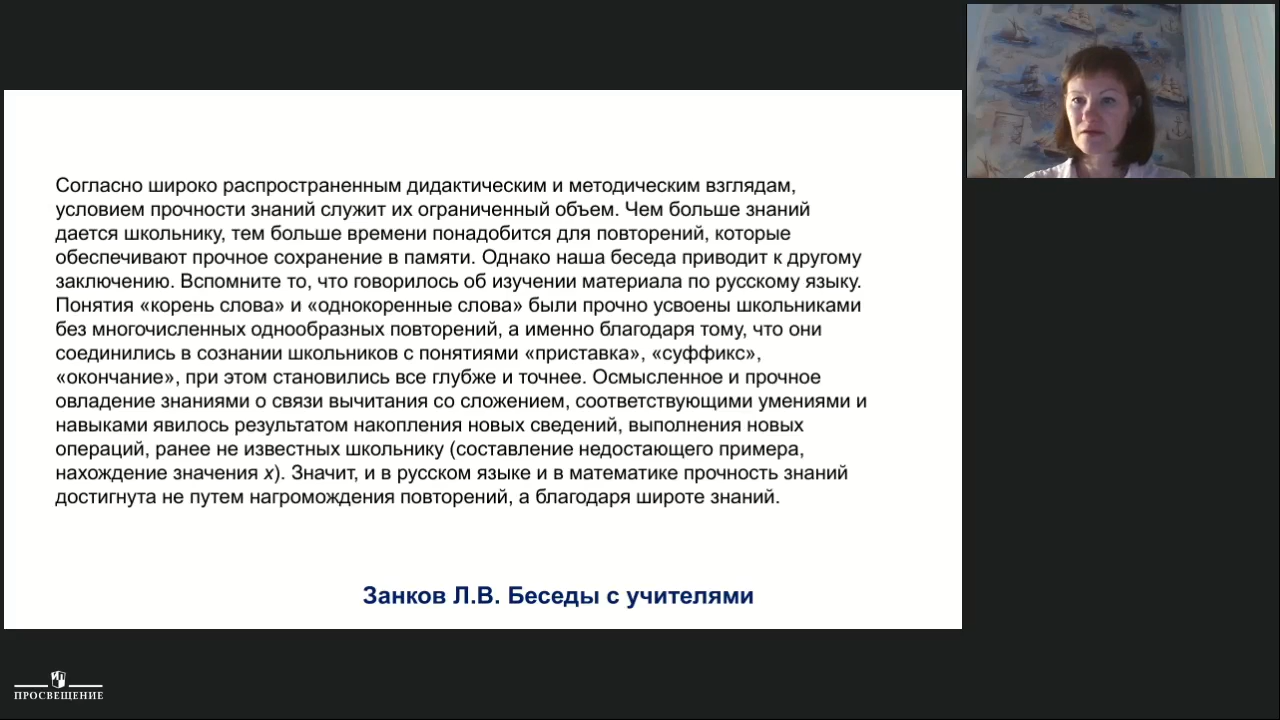 Согласно широко распространенным дидактическим и методическим взглядам,
условием прочности знаний служит их ограниченный объем. Чем больше знаний
дается школьнику, тем больше времени понадобится для повторений, которые
обеспечивают прочное сохранение в памяти. Однако наша беседа приводит к другому
заключению. Вспомните то, что говорилось об изучении материала по русскому языку.
Понятия «корень слова» и «однокоренные слова» были прочно усвоены школьниками
без многочисленных однообразных повторений, а именно благодаря тому, что они
соединились в сознании школьников с понятиями «приставка», «суффикс»,
«окончание», при этом становились все глубже и точнее. Осмысленное и прочное
овладение знаниями о связи вычитания со сложением, соответствующими умениями и
навыками явилось результатом накопления новых сведений, выполнения новых
операций, ранее не известных школьнику (составление недостающего примера,
нахождение значения x). Значит, и в русском языке и в математике прочность знаний
достигнута не путем нагромождения повторений, а благодаря широте знаний.
Занков Л.В. Беседы с учителями
ПРОСВЕЩЕНИЕ